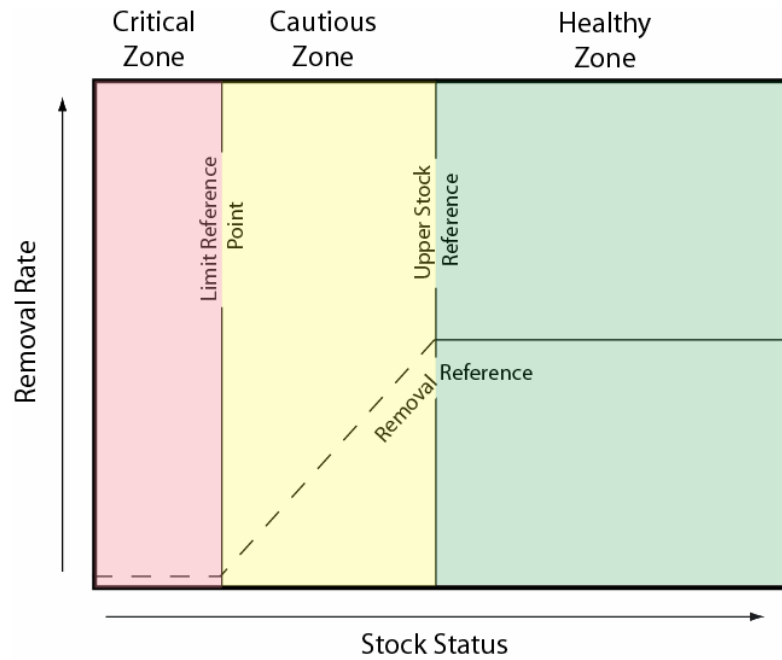 Critical
Zone
Cautious
Zone
Healthy
Zone
Removal Rate
Limit Reference
Point
Upper Stock
Reference
Removal Reference
Stock Status